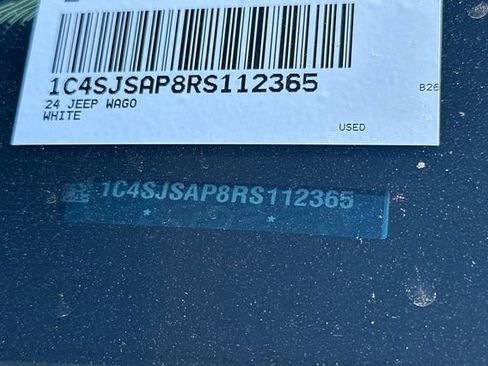 1C4SJSAP8RS112365
24 JEEP WAGO
WHITE
B26
USED
1C4SJSAP8RS112365
* *